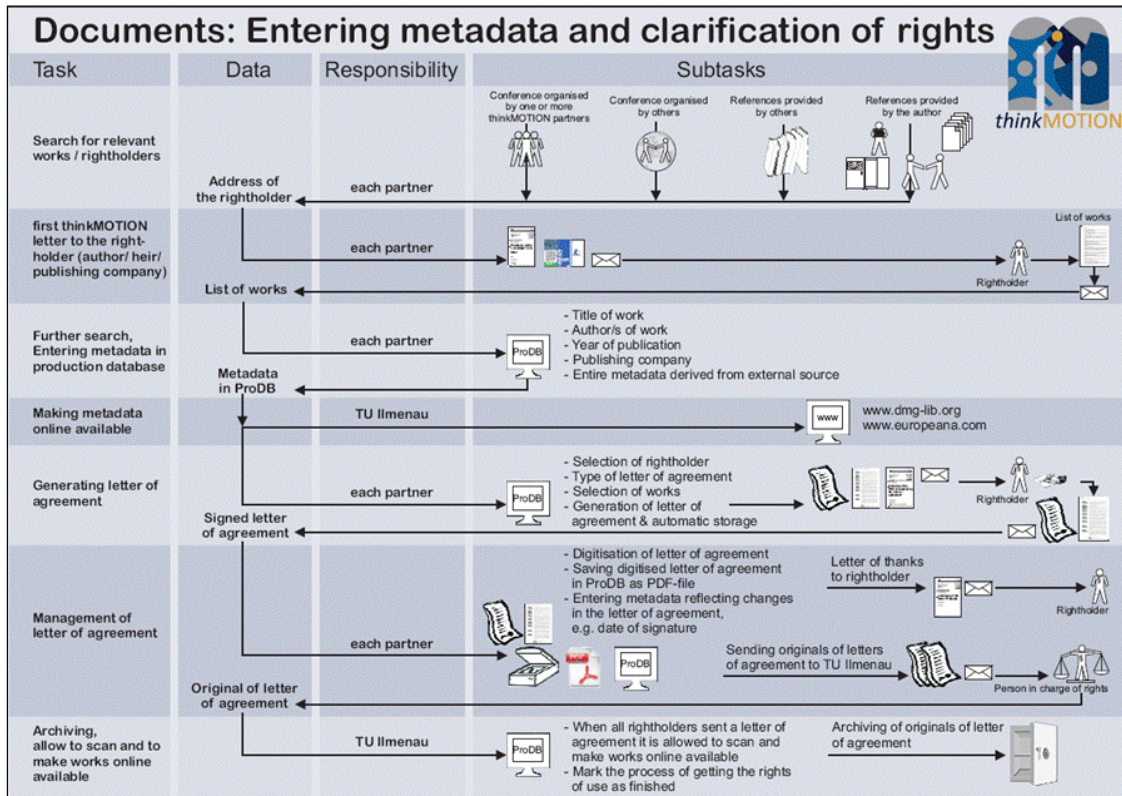 Documents: Entering metadata and clarification of rights
thinkMOTION
Task
Data
Responsibility
Subtasks
Search for relevant
works / rightholders
Conference organised
by one or more
thinkMOTION partners
Conference organised
by others
References provided
by others
References provided
by the author
Address of
the rightholder
each partner
first thinkMOTION
letter to the right-
holder (author/ heir/
publishing company)
each partner
Rightholder
List of works
List of works
Further search,
Entering metadata in
production database
each partner
ProDB
- Title of work
- Author/s of work
- Year of publication
- Publishing company
- Entire metadata derived from external source
Metadata
in ProDB
Making metadata
online available
TU Ilmenau
www
www.dmg-lib.org
www.europeana.com
Generating letter of
agreement
each partner
ProDB
- Selection of rightholder
- Type of letter of agreement
- Selection of works
- Generation of letter of
agreement & automatic storage
Rightholder
Signed letter
of agreement
Management of
letter of agreement
each partner
- Digitisation of letter of agreement
- Saving digitised letter of agreement
in ProDB as PDF-file
- Entering metadata reflecting changes
in the letter of agreement,
e.g. date of signature
Letter of thanks
to rightholder
Rightholder
ProDB
Sending originals of letters
of agreement to TU Ilmenau
Person in charge of rights
Original of letter
of agreement
Archiving,
allow to scan and to
make works online
available
TU Ilmenau
ProDB
- When all rightholders sent a letter of
agreement it is allowed to scan and
make works online available
- Mark the process of getting the rights
of use as finished
Archiving of originals of letter
of agreement